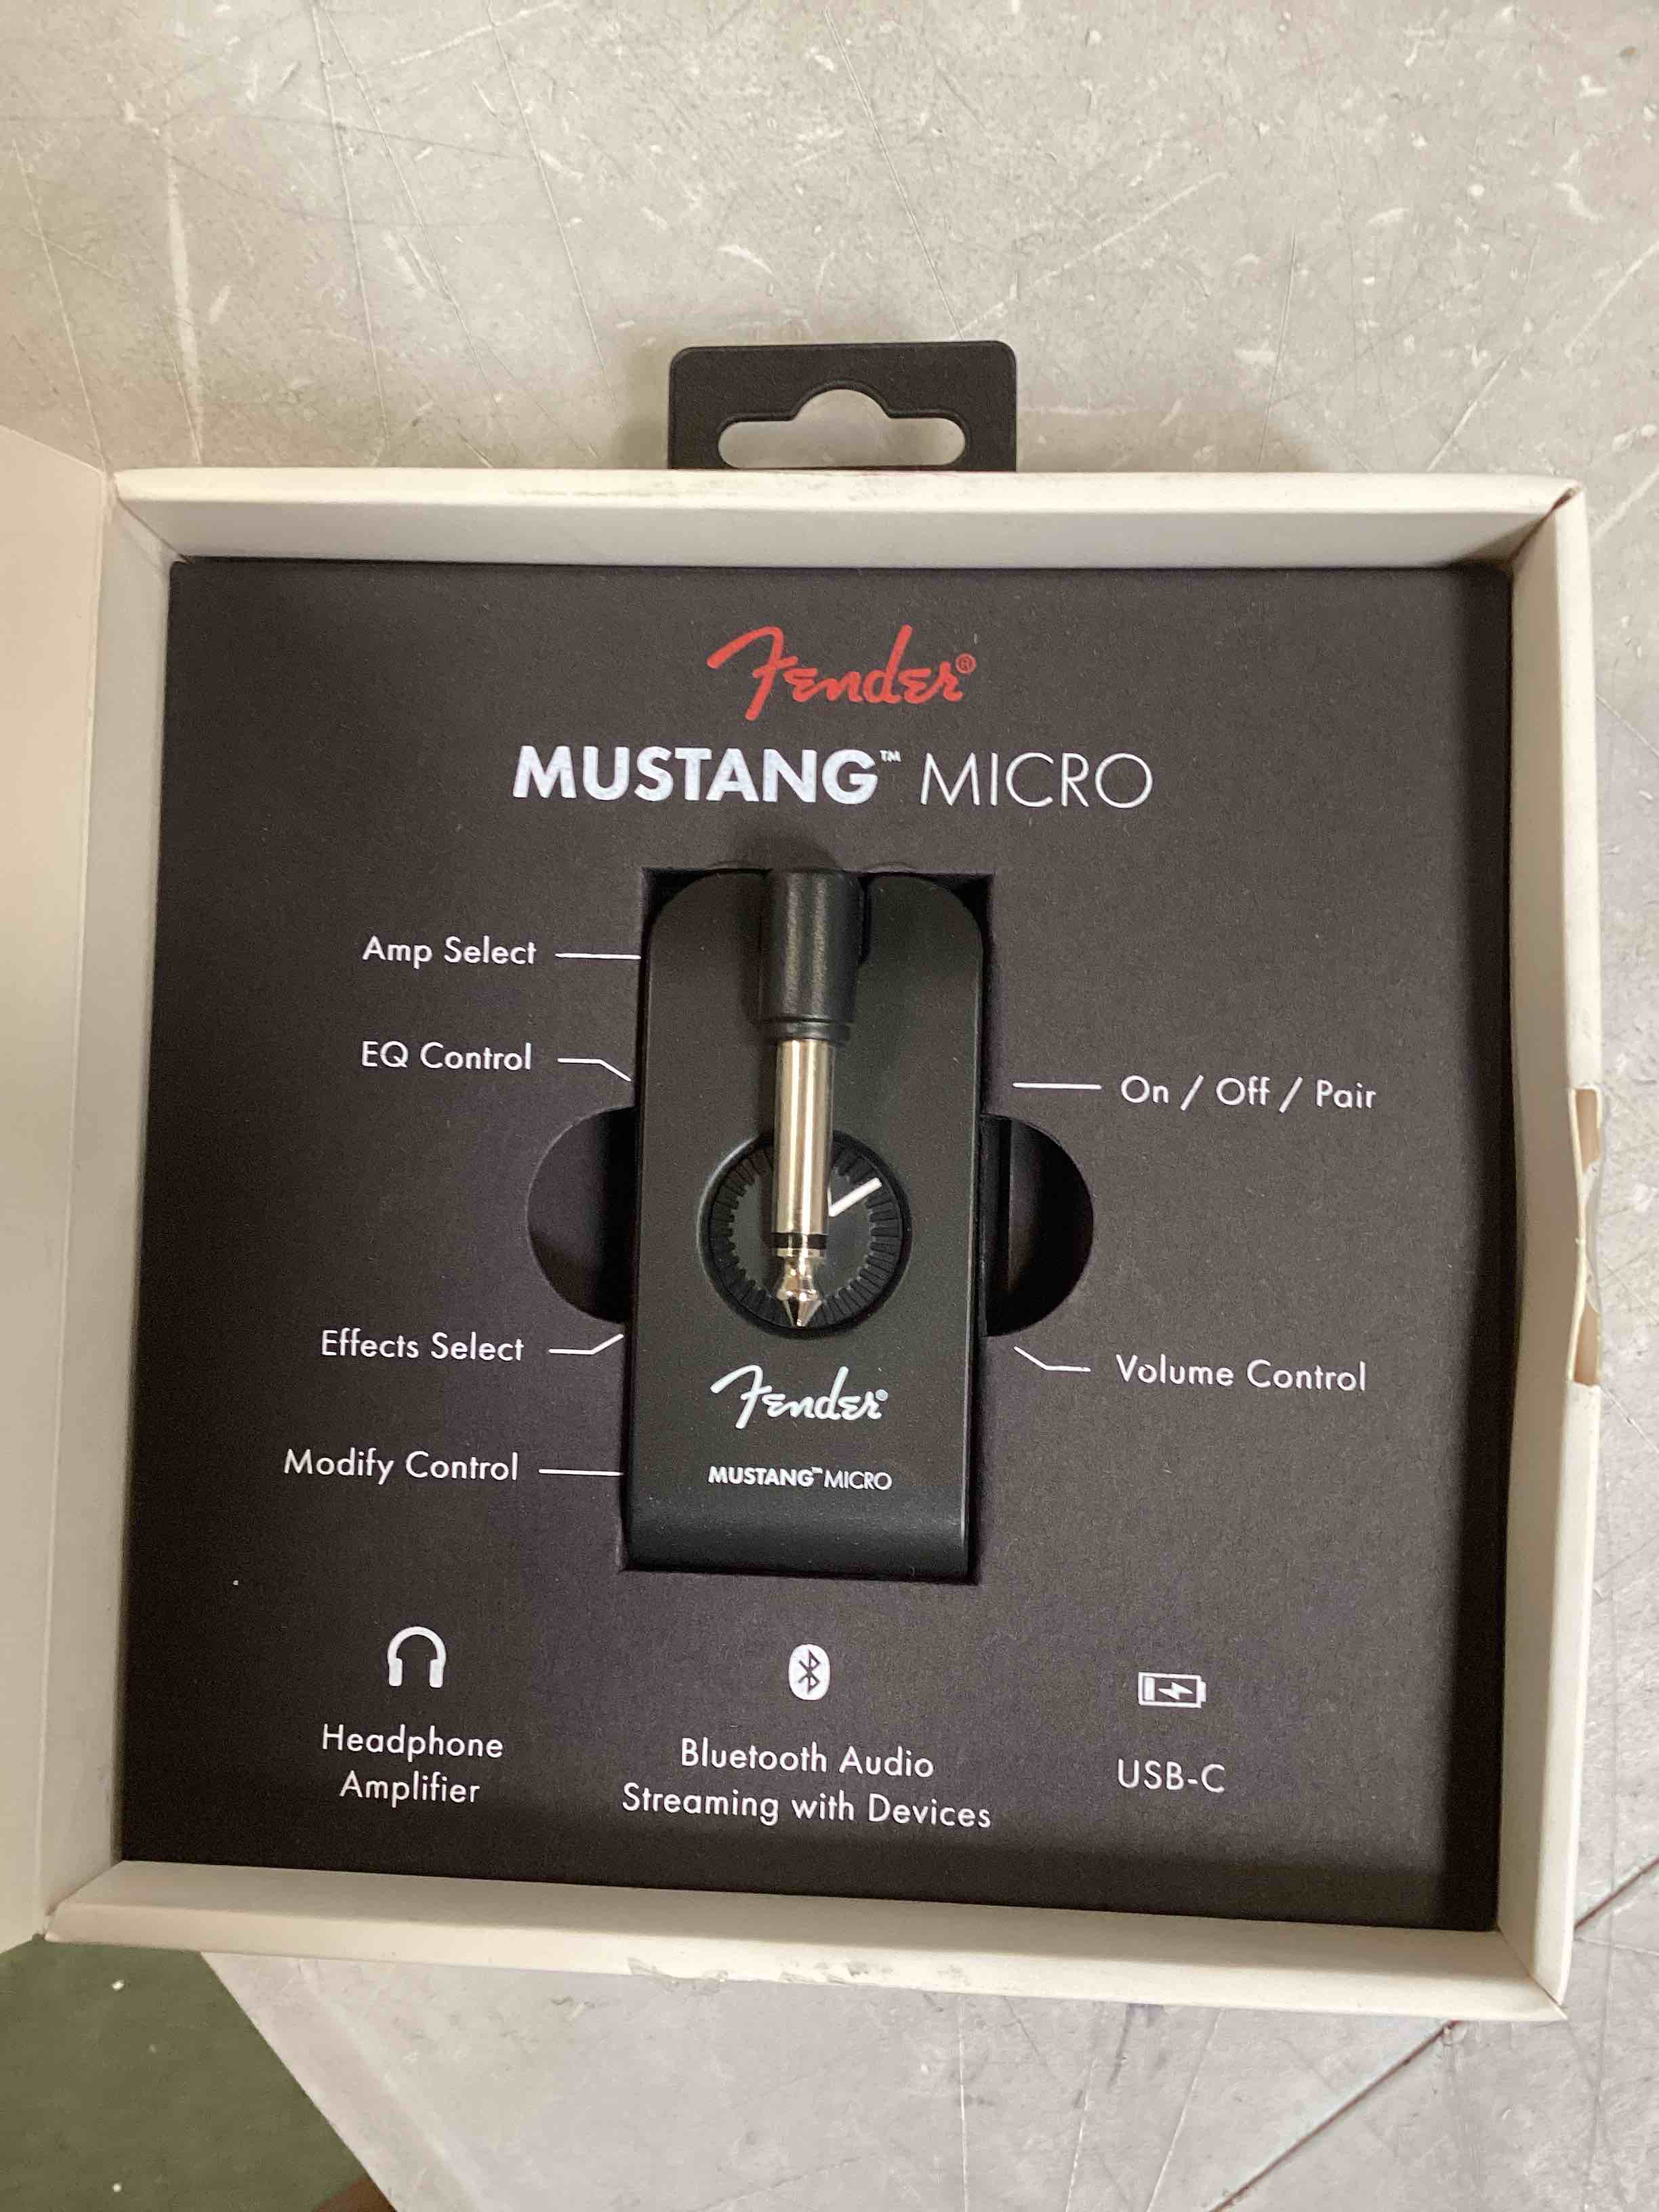 Fender®
MUSTANG™ MICRO
Amp Select
EQ Control
On / Off / Pair
Effects Select
Volume Control
Fender®
Modify Control
MUSTANG™ MICRO
Headphone
Amplifier
Bluetooth Audio
Streaming with Devices
USB-C